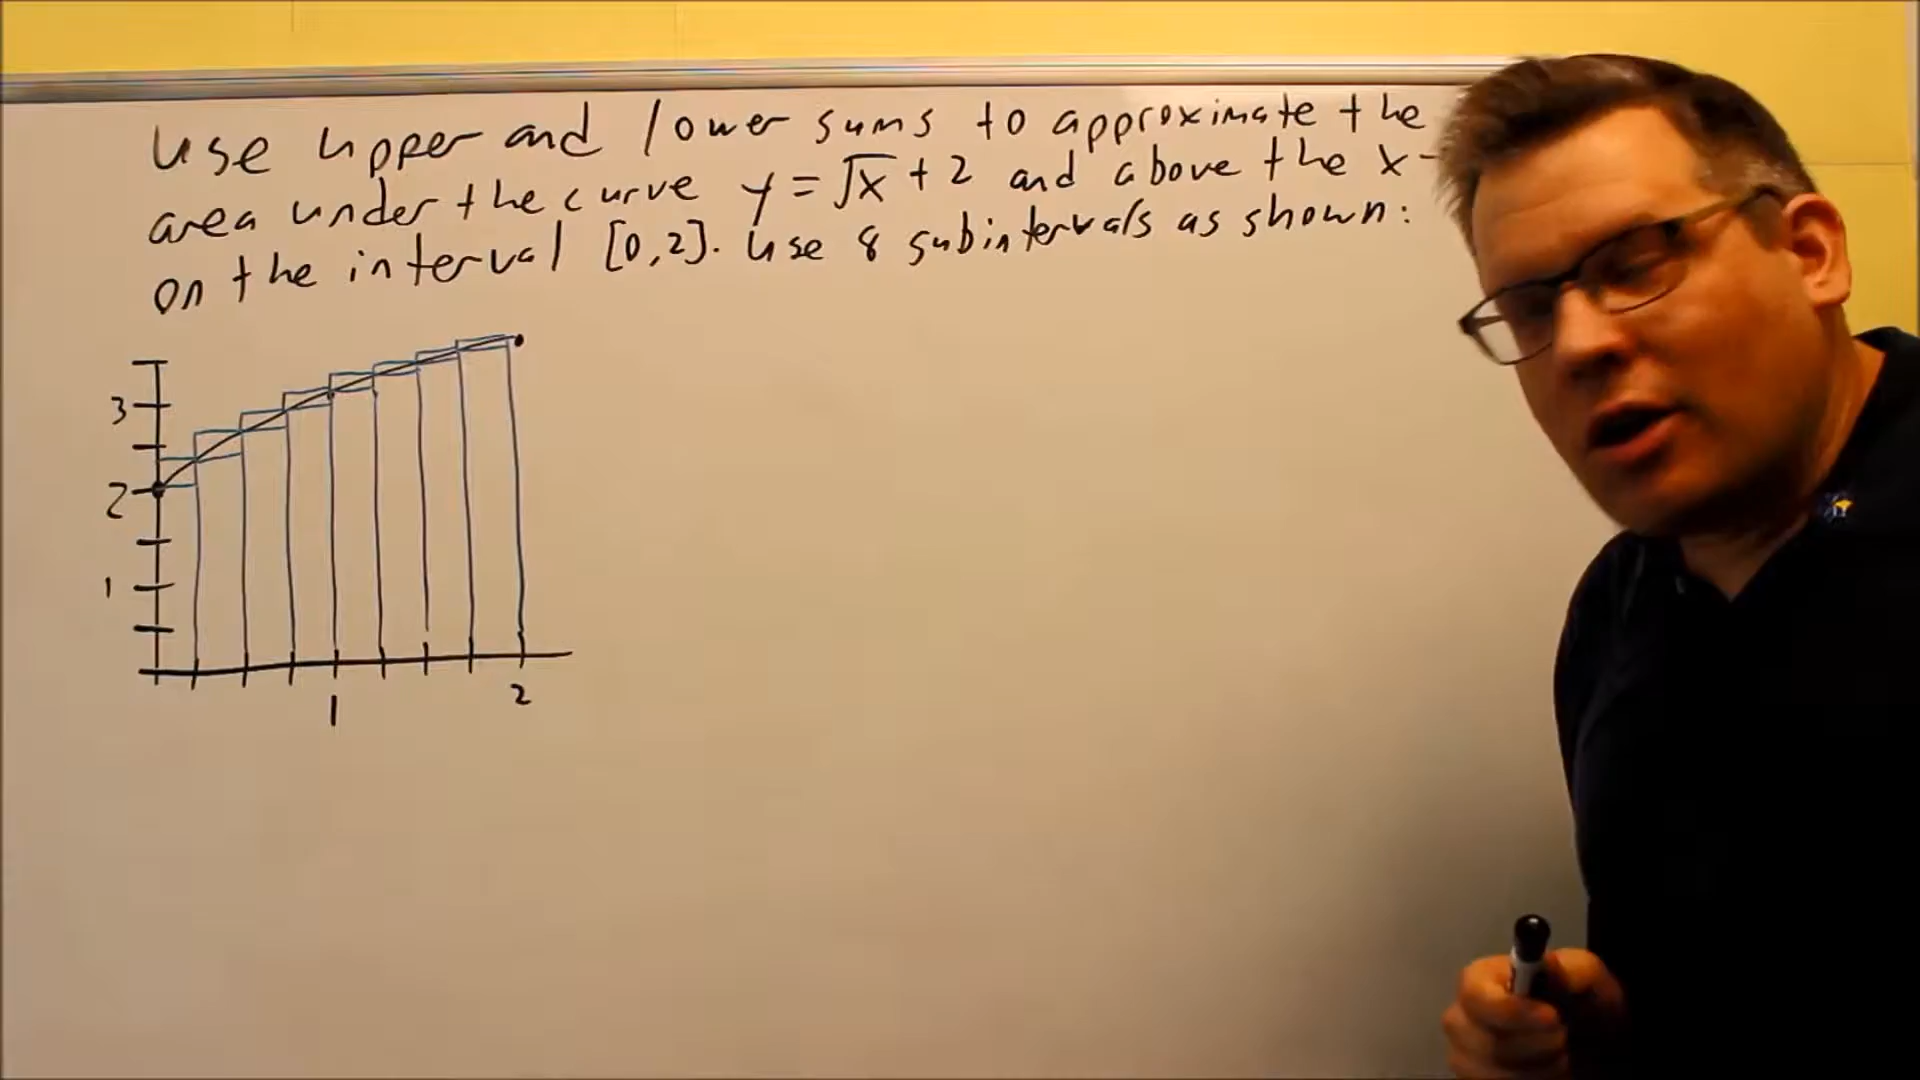 Use upper and lower sums to approximate the
area under the curve y = √x + 2 and above the x-
on the interval [0,2]. Use 8 subintervals as shown:
3
2
1
1
2